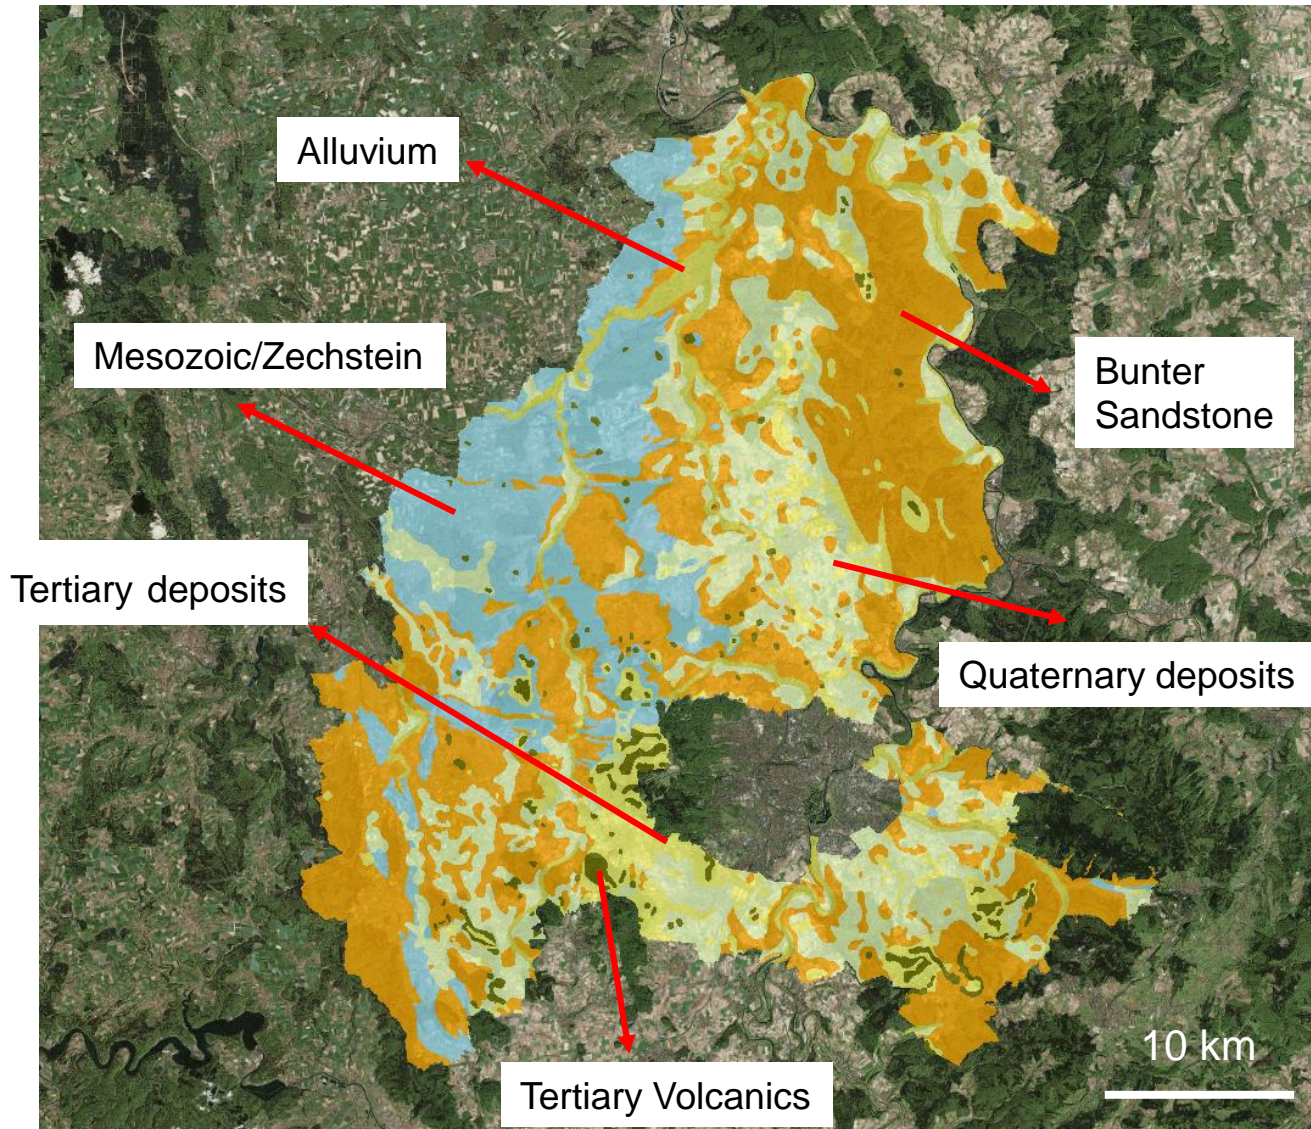 Alluvium
Mesozoic/Zechstein
Bunter
Sandstone
Tertiary deposits
Quaternary deposits
10 km
Tertiary Volcanics